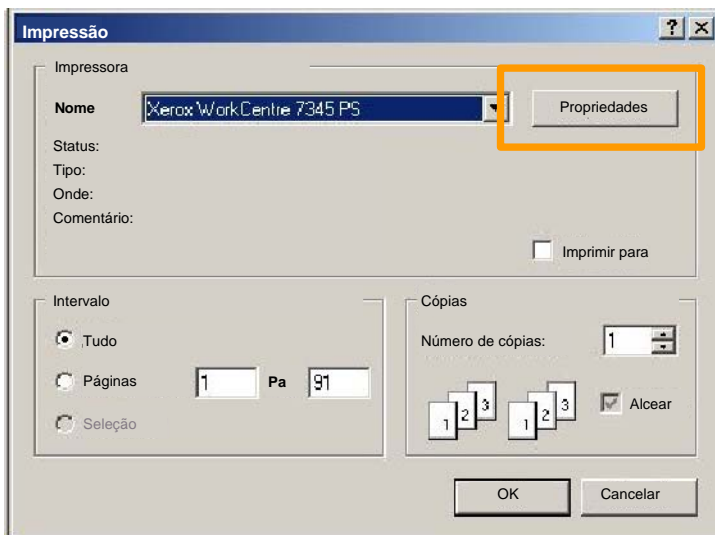 Impressão
Impressora
Nome Xerox WorkCentre 7345 PS Propriedades
Status:
Tipo:
Onde:
Comentário:
Imprimir para
Intervalo Cópias
Tudo Número de cópias: 1
Páginas 1 Pa 91
1 2 3 1 2 3 Alcear
Seleção
OK Cancelar